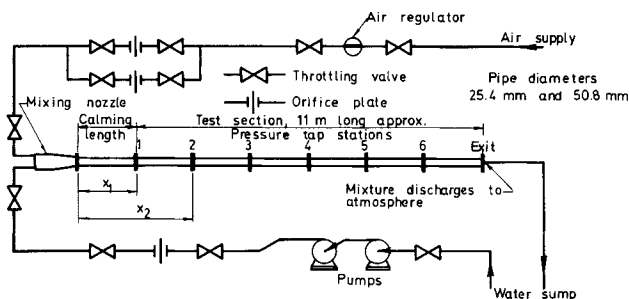 Air regulator
Air supply
Throttling valve
Orifice plate
Pipe diameters
25.4 mm and 50.8 mm
Mixing nozzle
Calming
length
Test section, 11 m long approx.
Pressure tap stations
1 2 3 4 5 6 Exit
x1
x2
Mixture discharges to
atmosphere
Pumps
Water sump